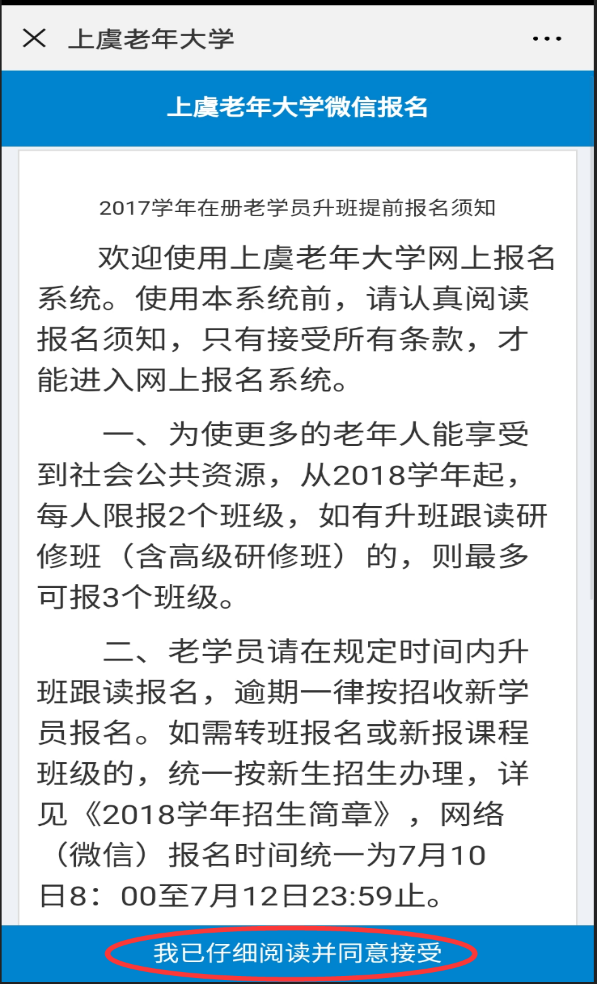 上虞老年大学
上虞老年大学微信报名
2017学年在册老学员升班提前报名须知
欢迎使用上虞老年大学网上报名
系统。使用本系统前，请认真阅读
报名须知，只有接受所有条款，才
能进入网上报名系统。
一、为使更多的老年人能享受
到社会公共资源，从2018学年起，
每人限报2个班级，如有升班跟读研
修班（含高级研修班）的，则最多
可报3个班级。
二、老学员请在规定时间内升
班跟读报名，逾期一律按招收新学
员报名。如需转班报名或新报课程
班级的，统一按新生招生办理，详
见《2018学年招生简章》，网络
（微信）报名时间统一为7月10
日8：00至7月12日23:59止。
我已仔细阅读并同意接受